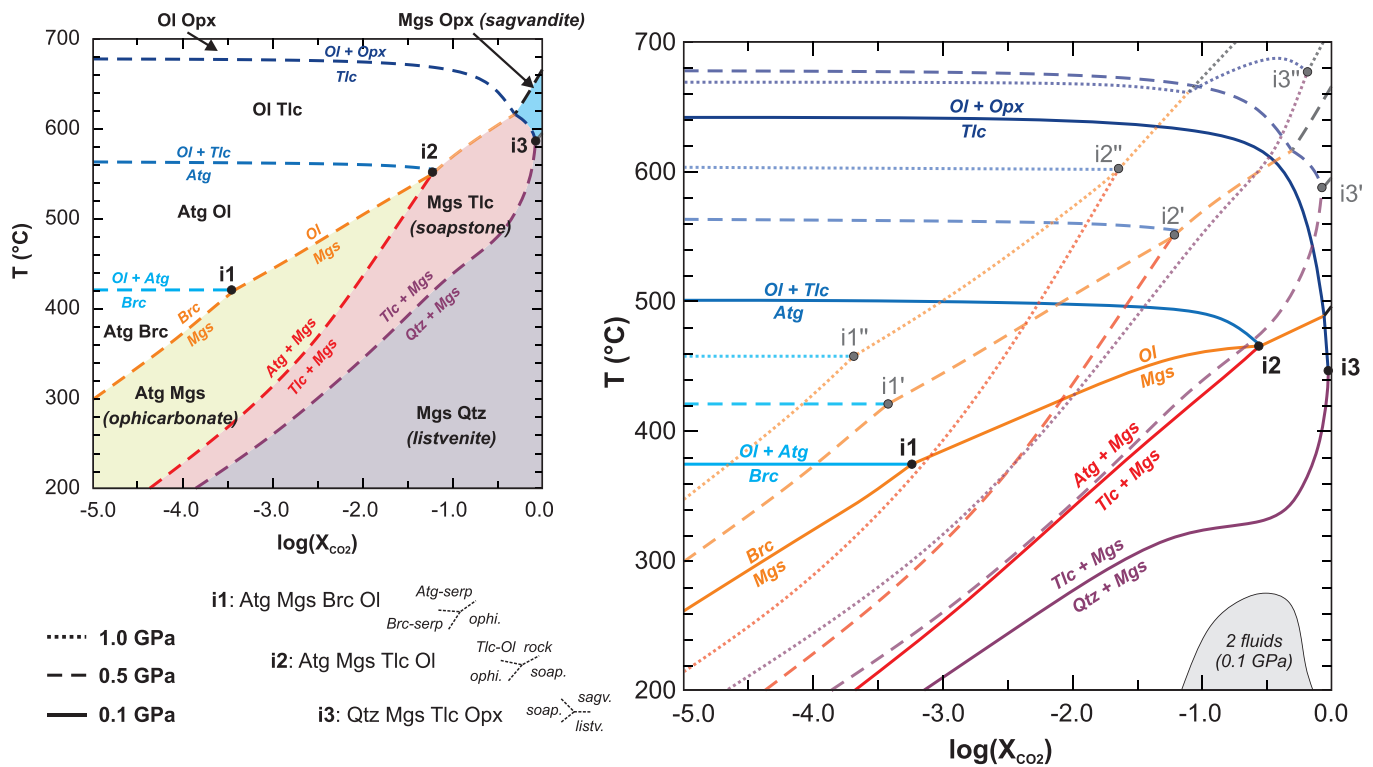 Ol Opx
Mgs Opx (sagvandite)
700
600
500
420
400
300
200
T (°C)
-5.0
-4.0
-3.0
-2.0
-1.0
0.0
log(X_CO2)
Ol + Opx
Tlc
Ol Tlc
Ol + Tlc
Atg
Atg Ol
i1
i2
i3
Ol
Mgs
Mgs Tlc
(soapstone)
Ol + Atg
Brc
Brc
Mgs
Atg Brc
Tlc + Mgs
Qtz + Mgs
Atg + Mgs
Tlc + Mgs
Atg Mgs
(ophicarbonate)
Mgs Qtz
(listvenite)
1.0 GPa
0.5 GPa
0.1 GPa
i1: Atg Mgs Brc Ol
Atg-serp
Brc-serp
ophi.
i2: Atg Mgs Tlc Ol
Tlc-Ol rock
ophi.
soap.
i3: Qtz Mgs Tlc Opx
sagv.
soap.
listv.
700
600
500
400
300
200
T (°C)
-5.0
-4.0
-3.0
-2.0
-1.0
0.0
log(X_CO2)
i3''
Ol + Opx
Tlc
i2''
i3'
i2'
Ol + Tlc
Atg
i1''
Ol
Mgs
i2
i3
i1'
Ol + Atg
Brc
i1
Atg + Mgs
Tlc + Mgs
Brc
Mgs
Tlc + Mgs
Qtz + Mgs
2 fluids
(0.1 GPa)